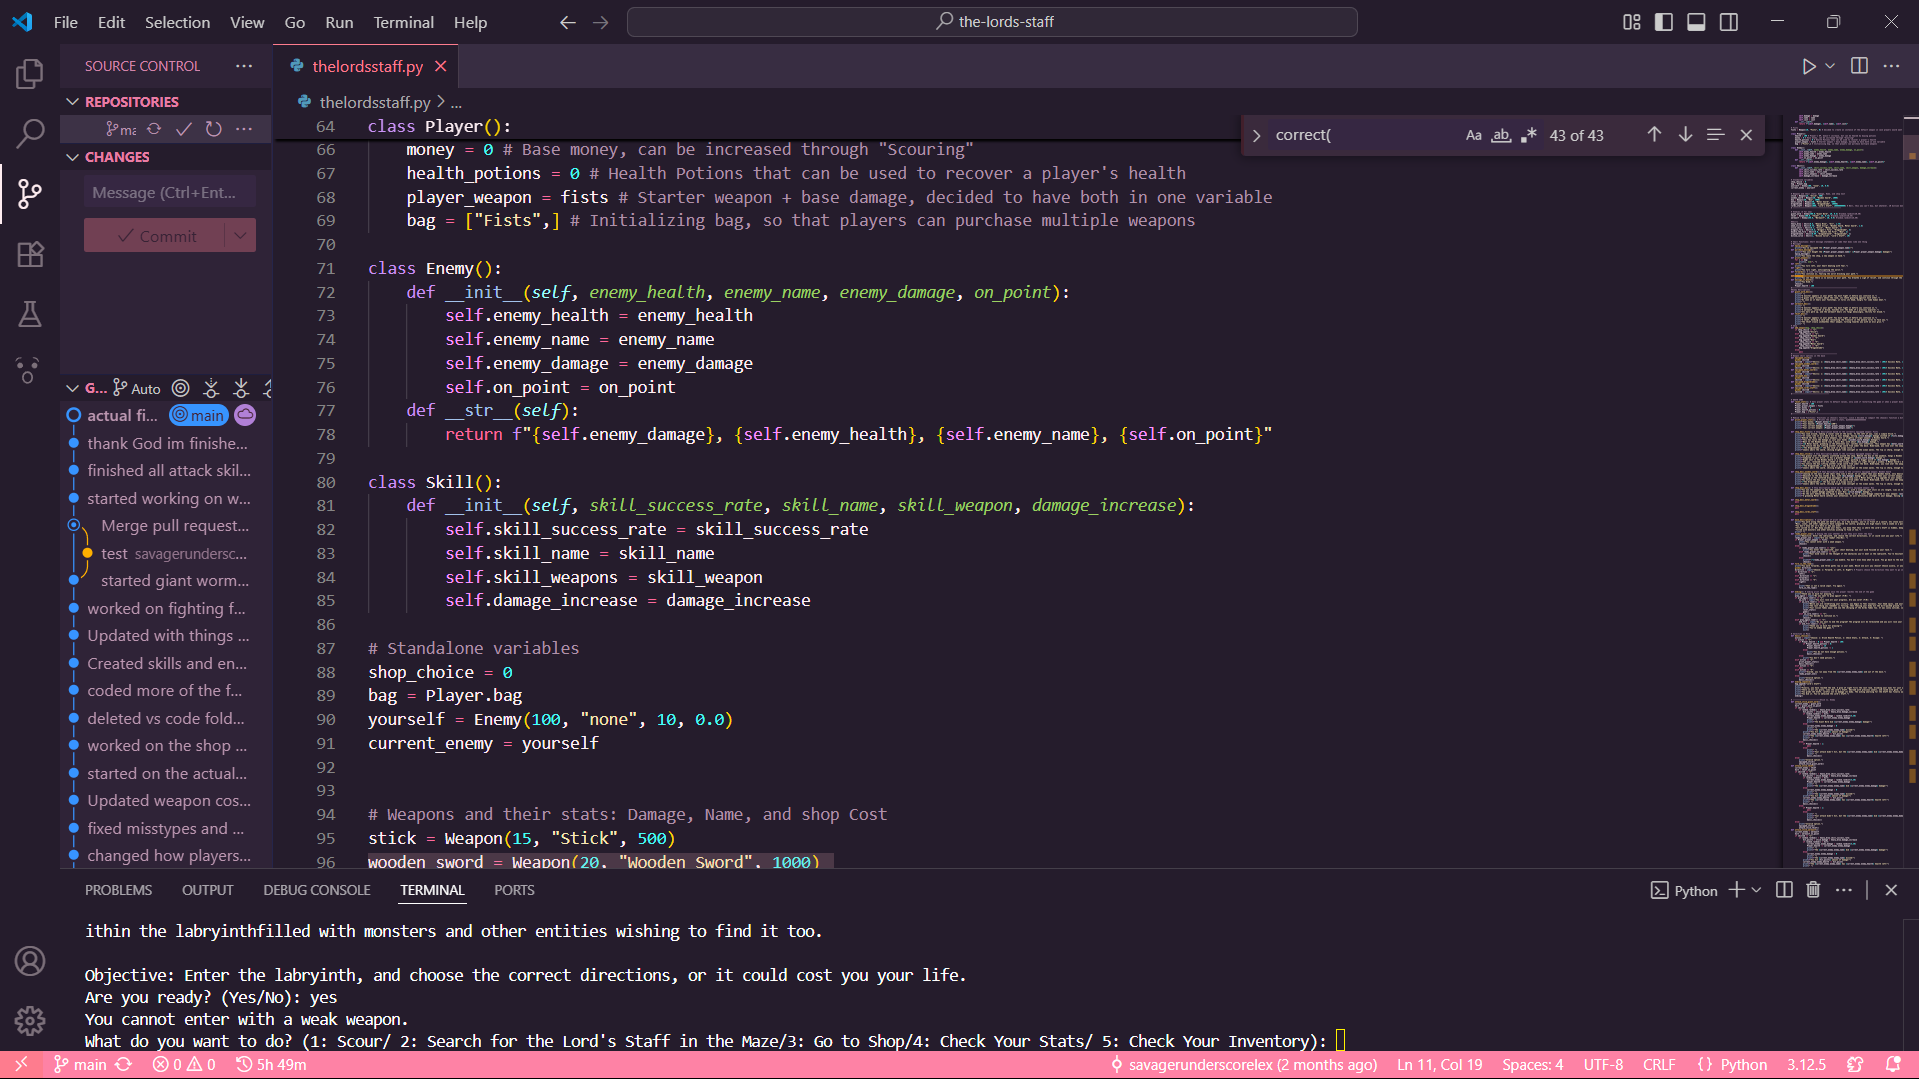 File Edit Selection View Go Run Terminal Help
the-lords-staff
SOURCE CONTROL
REPOSITORIES
ma
CHANGES
Message (Ctrl+Ent...
Commit
G... Auto
actual fi... main
thank God im finishe...
finished all attack skil...
started working on w...
Merge pull request...
test savagerundersc...
started giant worm...
worked on fighting f...
Updated with things ...
Created skills and en...
coded more of the f...
deleted vs code fold...
worked on the shop ...
started on the actual...
Updated weapon cos...
fixed misstypes and ...
changed how players...
thelordsstaff.py
thelordsstaff.py > ...
correct( Aa ab 43 of 43
64 class Player():
66 money = 0 # Base money, can be increased through "Scouring"
67 health_potions = 0 # Health Potions that can be used to recover a player's health
68 player_weapon = fists # Starter weapon + base damage, decided to have both in one variable
69 bag = ["Fists",] # Initializing bag, so that players can purchase multiple weapons
70
71 class Enemy():
72 def __init__(self, enemy_health, enemy_name, enemy_damage, on_point):
73 self.enemy_health = enemy_health
74 self.enemy_name = enemy_name
75 self.enemy_damage = enemy_damage
76 self.on_point = on_point
77 def __str__(self):
78 return f"{self.enemy_damage}, {self.enemy_health}, {self.enemy_name}, {self.on_point}"
79
80 class Skill():
81 def __init__(self, skill_success_rate, skill_name, skill_weapon, damage_increase):
82 self.skill_success_rate = skill_success_rate
83 self.skill_name = skill_name
84 self.skill_weapons = skill_weapon
85 self.damage_increase = damage_increase
86
87 # Standalone variables
88 shop_choice = 0
89 bag = Player.bag
90 yourself = Enemy(100, "none", 10, 0.0)
91 current_enemy = yourself
92
93
94 # Weapons and their stats: Damage, Name, and shop Cost
95 stick = Weapon(15, "Stick", 500)
96 wooden_sword = Weapon(20, "Wooden Sword", 1000)
PROBLEMS OUTPUT DEBUG CONSOLE TERMINAL PORTS
Python
ithin the labryinthfilled with monsters and other entities wishing to find it too.
Objective: Enter the labryinth, and choose the correct directions, or it could cost you your life.
Are you ready? (Yes/No): yes
You cannot enter with a weak weapon.
What do you want to do? (1: Scour/ 2: Search for the Lord's Staff in the Maze/3: Go to Shop/4: Check Your Stats/ 5: Check Your Inventory):
main 0 0 5h 49m savagerunderscorelex (2 months ago) Ln 11, Col 19 Spaces: 4 UTF-8 CRLF {} Python 3.12.5